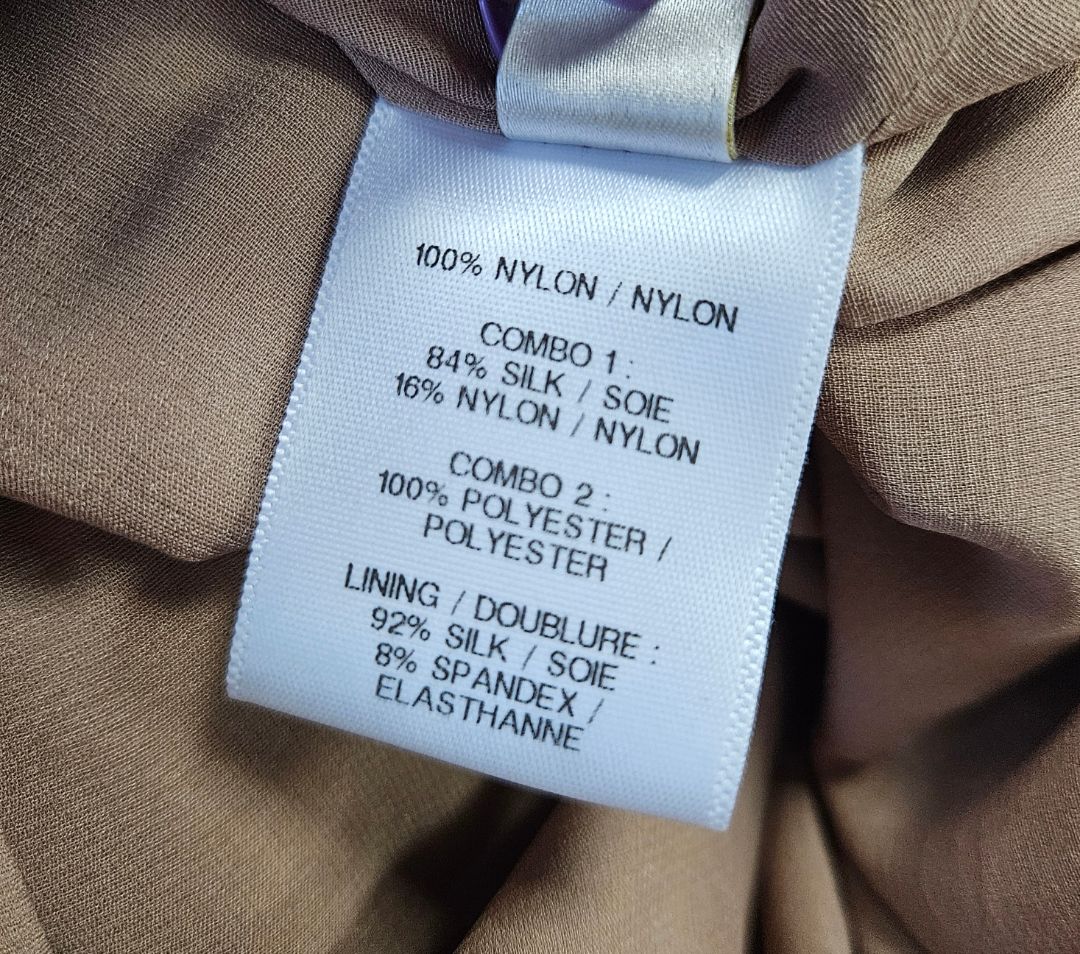 100% NYLON / NYLON
COMBO 1 :
84% SILK / SOIE
16% NYLON / NYLON
COMBO 2 :
100% POLYESTER /
POLYESTER
LINING / DOUBLURE :
92% SILK / SOIE
8% SPANDEX /
ELASTHANNE